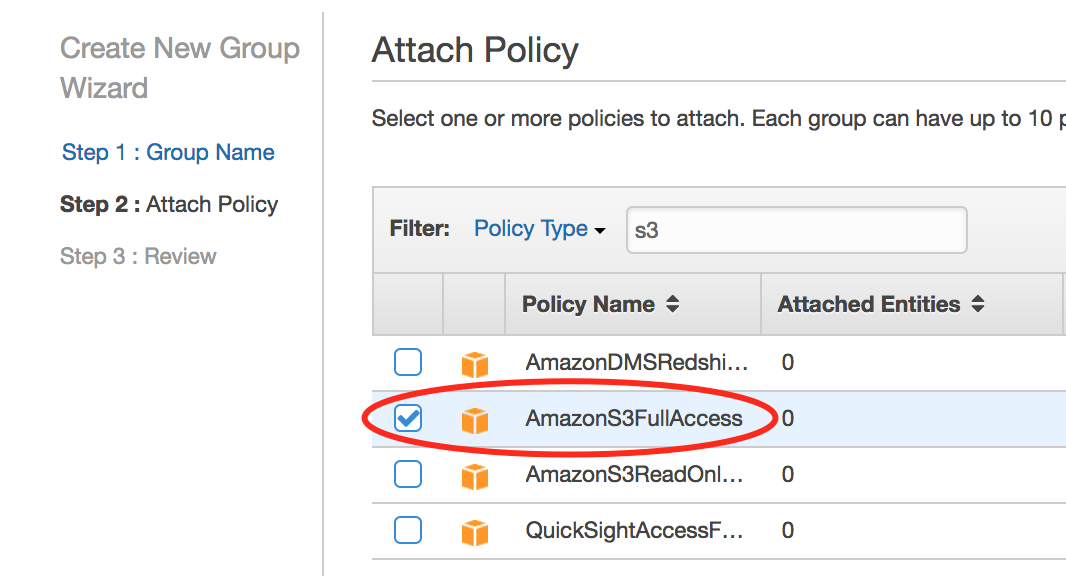 Create New Group
Wizard
Step 1 : Group Name
Step 2 : Attach Policy
Step 3 : Review
Attach Policy
Select one or more policies to attach. Each group can have up to 10
Filter: Policy Type s3
Policy Name Attached Entities
AmazonDMSRedshi... 0
AmazonS3FullAccess 0
AmazonS3ReadOnl... 0
QuickSightAccessF... 0